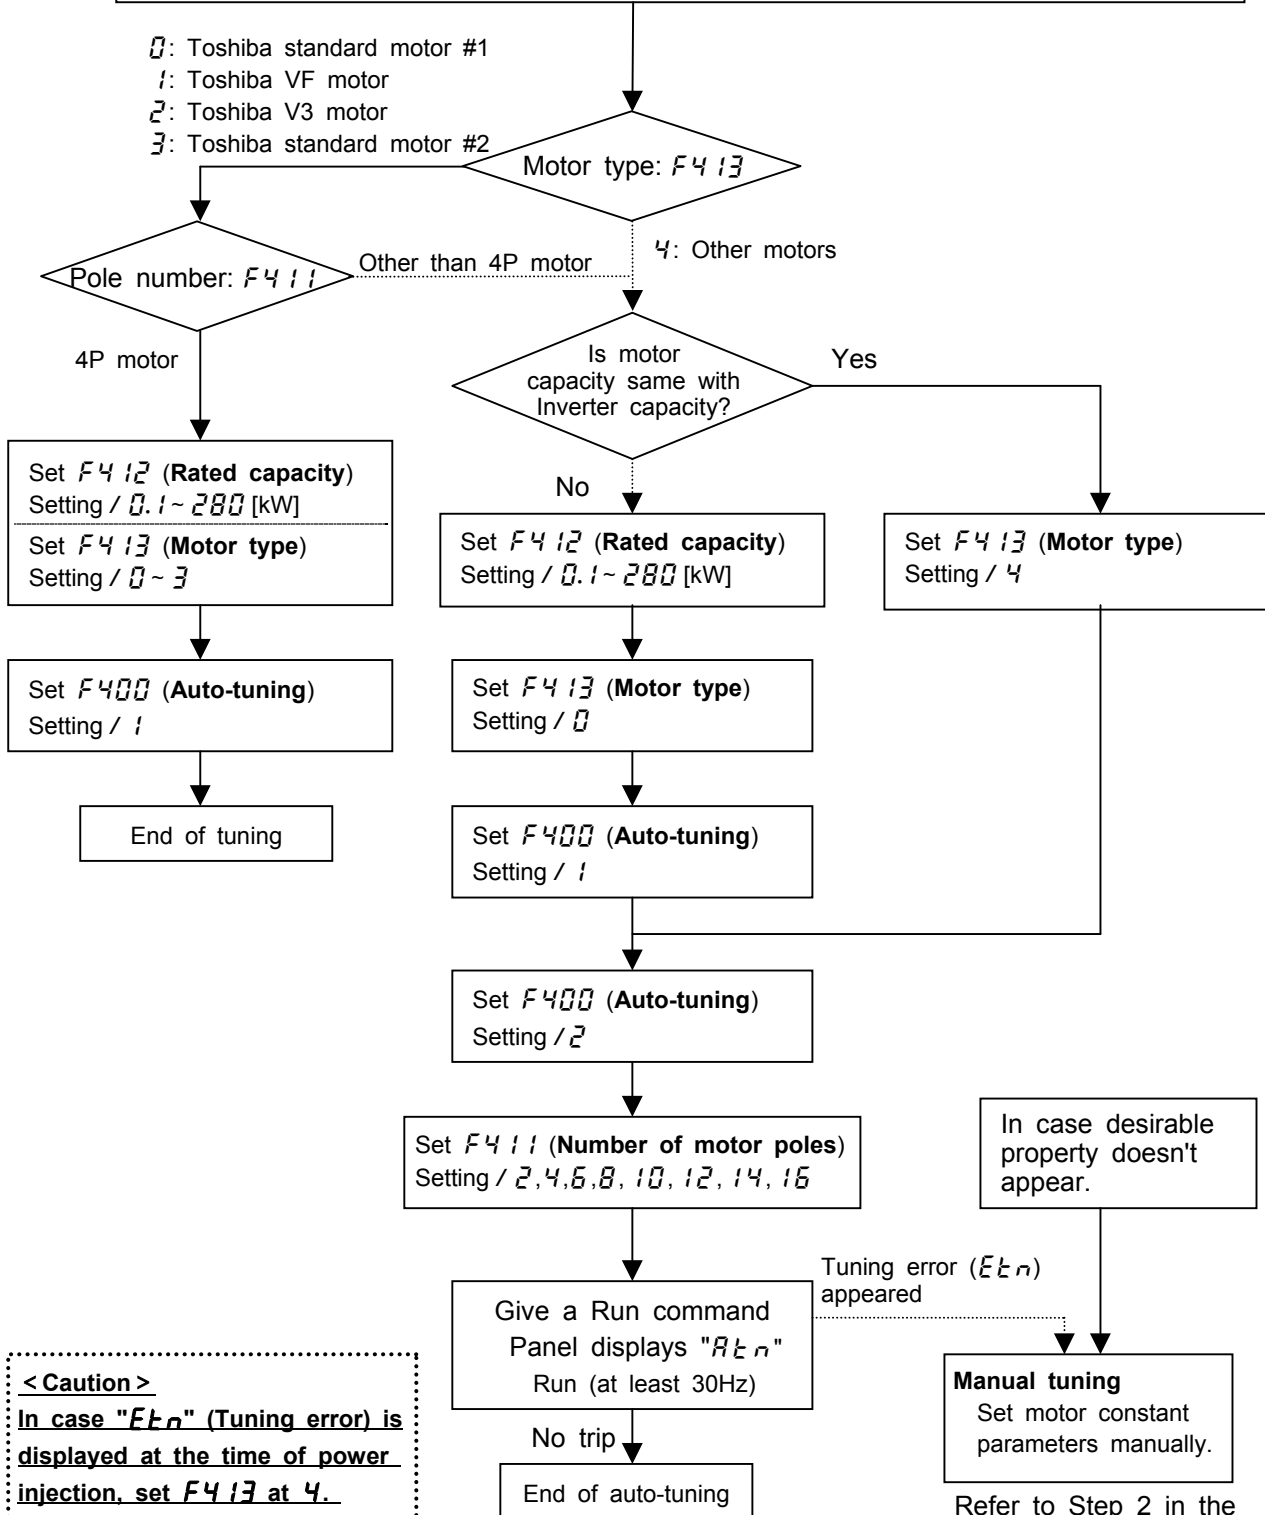 0: Toshiba standard motor #1
1: Toshiba VF motor
2: Toshiba V3 motor
3: Toshiba standard motor #2
Motor type: F413
Pole number: F411
Other than 4P motor
4: Other motors
4P motor
Is motor
capacity same with
Inverter capacity?
Yes
No
Set F412 (Rated capacity)
Setting / 0.1~280 [kW]
Set F413 (Motor type)
Setting / 0~3
Set F412 (Rated capacity)
Setting / 0.1~280 [kW]
Set F413 (Motor type)
Setting / 4
Set F400 (Auto-tuning)
Setting / 1
Set F413 (Motor type)
Setting / 0
End of tuning
Set F400 (Auto-tuning)
Setting / 1
Set F400 (Auto-tuning)
Setting / 2
Set F411 (Number of motor poles)
Setting / 2,4,6,8,10,12,14,16
In case desirable
property doesn't
appear.
Give a Run command
Panel displays "Atn"
Run (at least 30Hz)
Tuning error (Etn)
appeared
Manual tuning
Set motor constant
parameters manually.
Refer to Step 2 in the
No trip
End of auto-tuning
<Caution>
In case "Etn" (Tuning error) is
displayed at the time of power
injection, set F413 at 4.